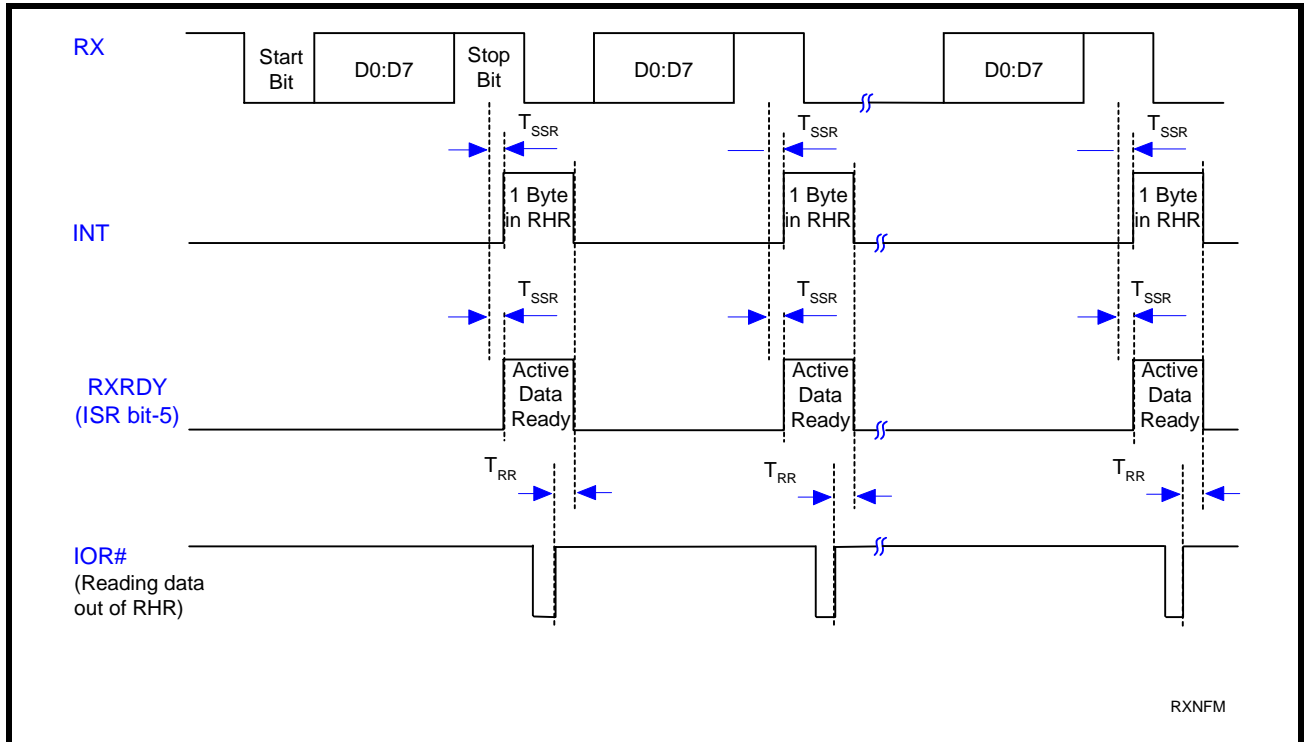 RX
Start
Bit
D0:D7
Stop
Bit
D0:D7
D0:D7
TSSR
TSSR
TSSR
INT
1 Byte
in RHR
1 Byte
in RHR
1 Byte
in RHR
TSSR
TSSR
TSSR
RXRDY
(ISR bit-5)
Active
Data
Ready
Active
Data
Ready
Active
Data
Ready
TRR
TRR
TRR
IOR#
(Reading data
out of RHR)
RXNFM